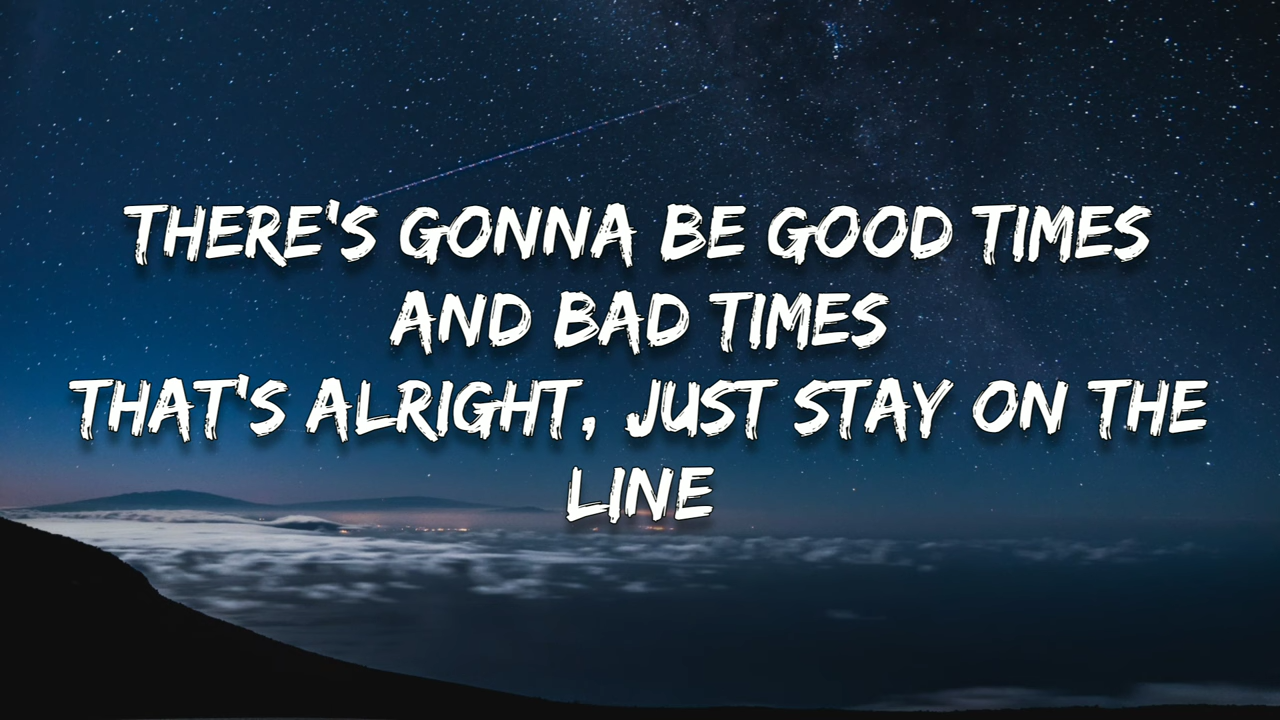 THERE'S GONNA BE GOOD TIMES
AND BAD TIMES
THAT'S ALRIGHT, JUST STAY ON THE
LINE